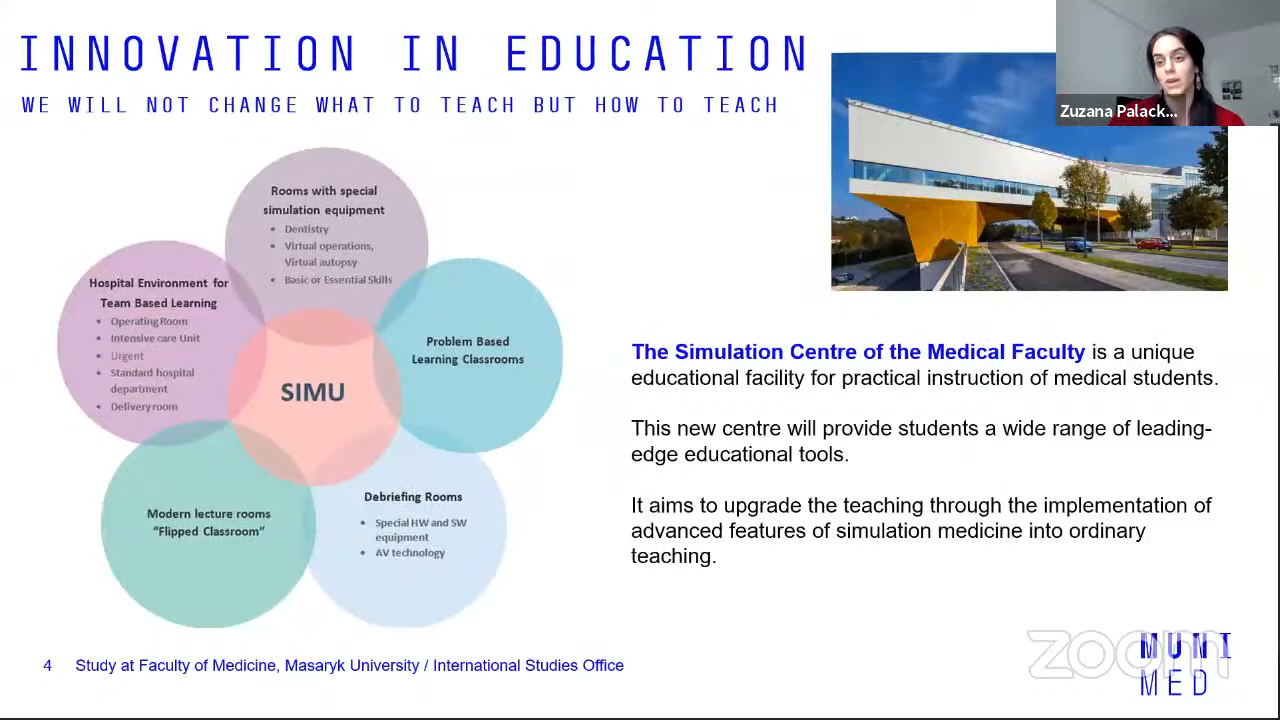 INNOVATION IN EDUCATION
WE WILL NOT CHANGE WHAT TO TEACH BUT HOW TO TEACH
Zuzana Palack...
Rooms with special
simulation equipment
• Dentistry
• Virtual operations,
Virtual autopsy
• Basic or Essential Skills
Hospital Environment for
Team Based Learning
• Operating Room
• Intensive care Unit
• Urgent
• Standard hospital
department
• Delivery room
Problem Based
Learning Classrooms
SIMU
Modern lecture rooms
"Flipped Classroom"
Debriefing Rooms
• Special HW and SW
equipment
• AV technology
The Simulation Centre of the Medical Faculty is a unique
educational facility for practical instruction of medical students.
This new centre will provide students a wide range of leading-
edge educational tools.
It aims to upgrade the teaching through the implementation of
advanced features of simulation medicine into ordinary
teaching.
4 Study at Faculty of Medicine, Masaryk University / International Studies Office
zoom
MUNI
MED